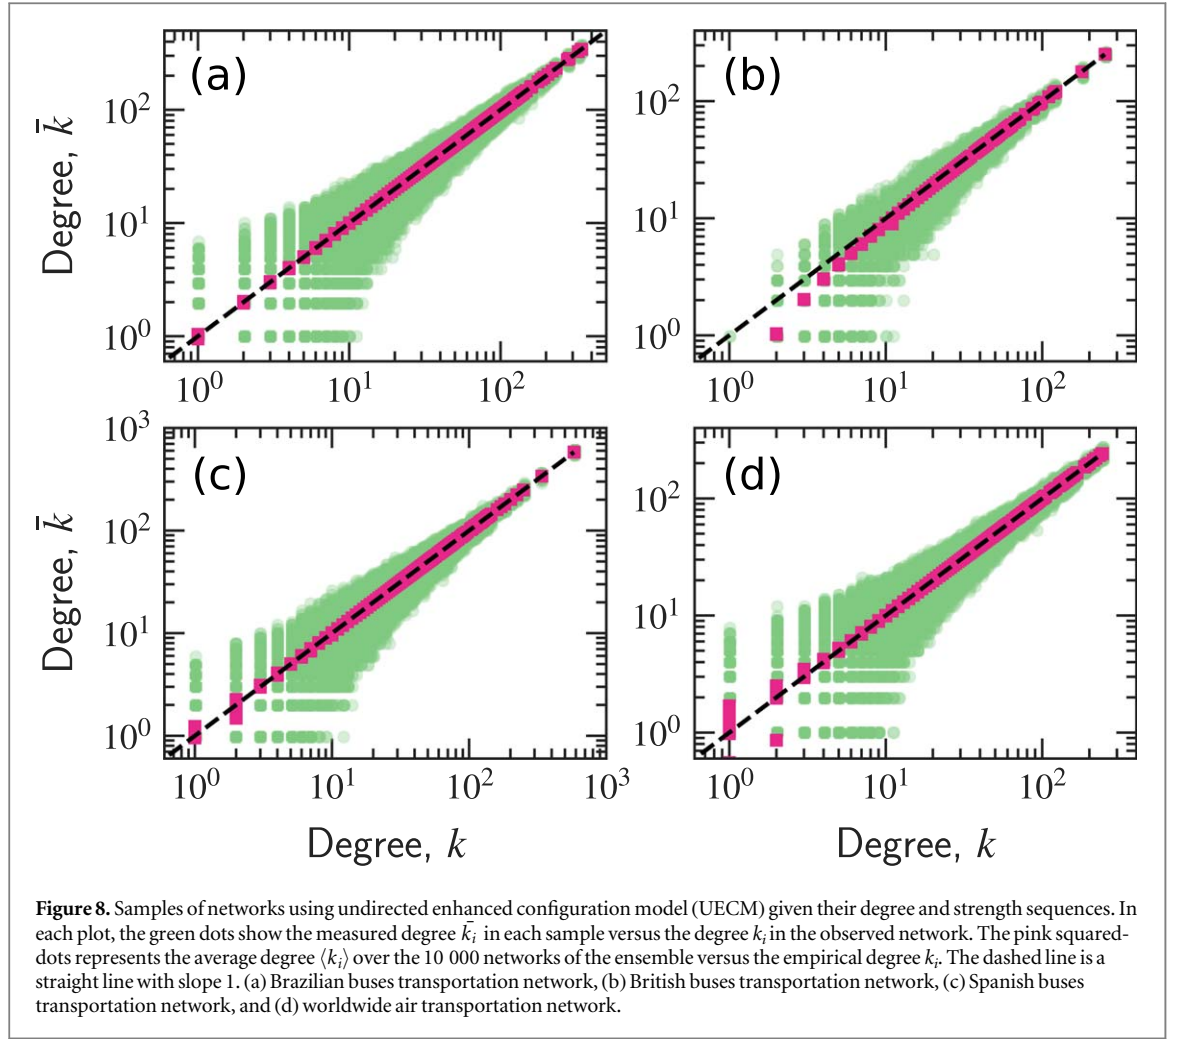 (a)
(b)
Degree, k̄
10²
10¹
10⁰
10²
10¹
10⁰
10⁰ 10¹ 10²
10⁰ 10¹ 10²
(c)
(d)
Degree, k̄
10³
10²
10¹
10⁰
10²
10¹
10⁰
10⁰ 10¹ 10² 10³
10⁰ 10¹ 10²
Degree, k
Degree, k
Figure 8. Samples of networks using undirected enhanced configuration model (UECM) given their degree and strength sequences. In
each plot, the green dots show the measured degree k̄ᵢ in each sample versus the degree kᵢ in the observed network. The pink squared-
dots represents the average degree ⟨kᵢ⟩ over the 10 000 networks of the ensemble versus the empirical degree kᵢ. The dashed line is a
straight line with slope 1. (a) Brazilian buses transportation network, (b) British buses transportation network, (c) Spanish buses
transportation network, and (d) worldwide air transportation network.